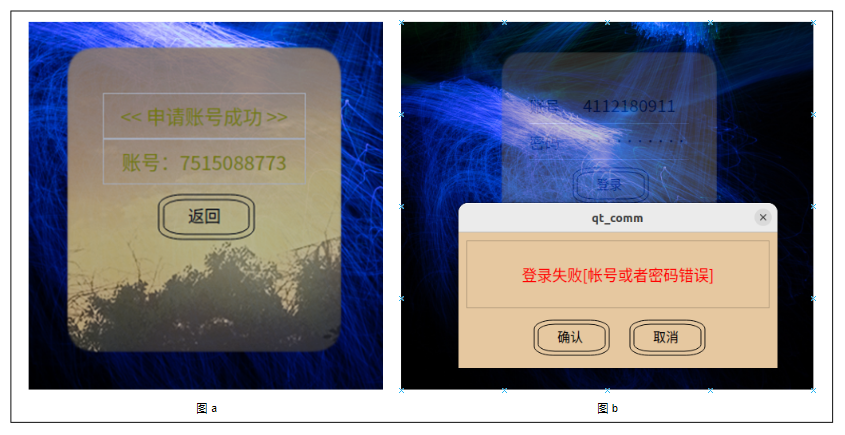 << 申请账号成功 >>
账号：7515088773
返回
图 a
账号 4112180911
密码
登录
qt_comm
登录失败[帐号或者密码错误]
确认
取消
图 b